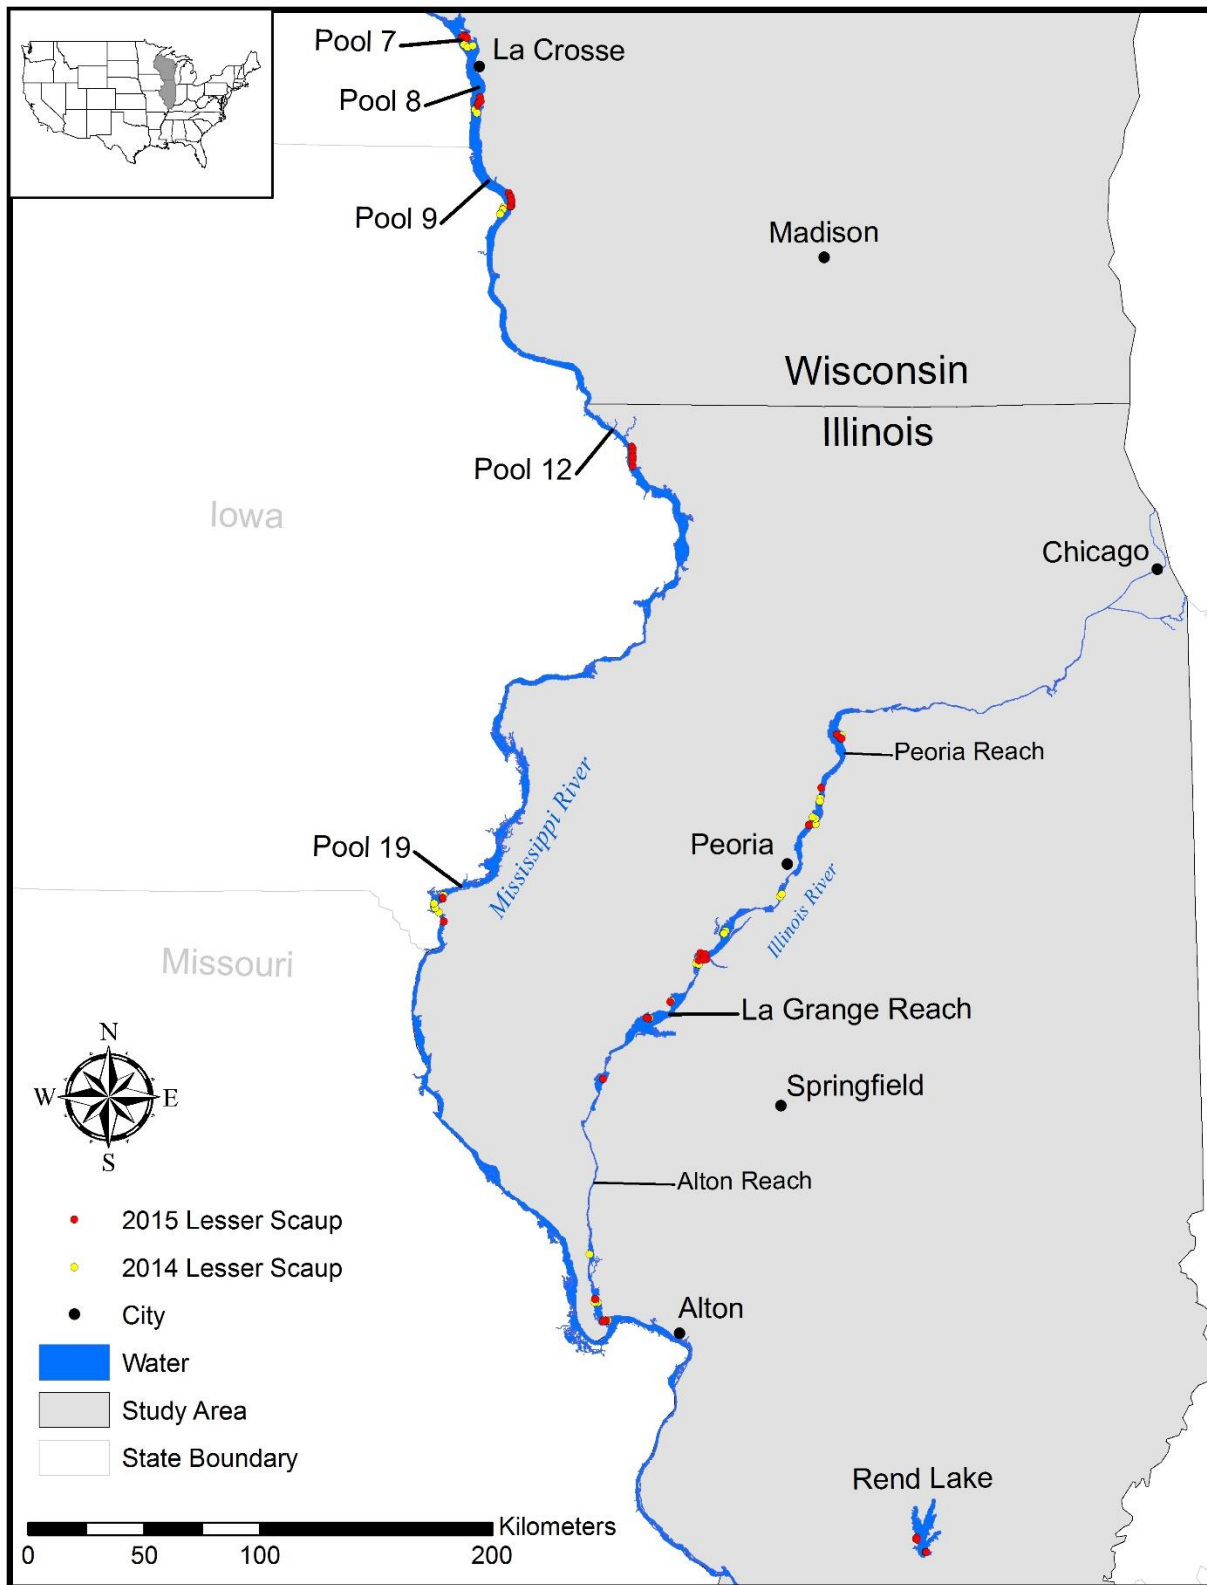 Pool 7
La Crosse
Pool 8
Pool 9
Madison
Wisconsin
Illinois
Pool 12
Iowa
Chicago
Peoria Reach
Mississippi River
Pool 19
Peoria
Illinois River
Missouri
La Grange Reach
N
W
E
S
Springfield
Alton Reach
2015 Lesser Scaup
2014 Lesser Scaup
City
Alton
Water
Study Area
State Boundary
Rend Lake
Kilometers
0 50 100 200